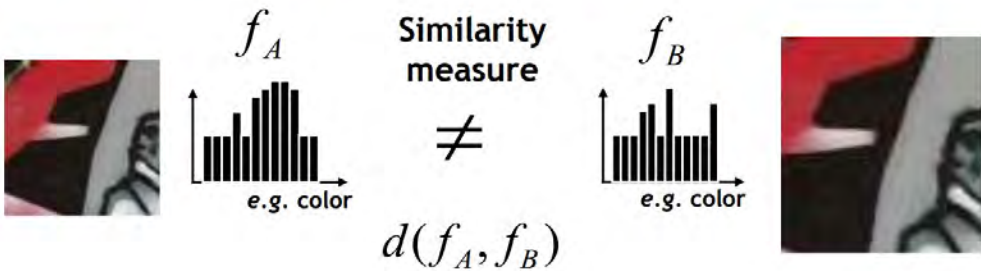 f_A
Similarity
measure
f_B
≠
e.g. color
e.g. color
d(f_A, f_B)